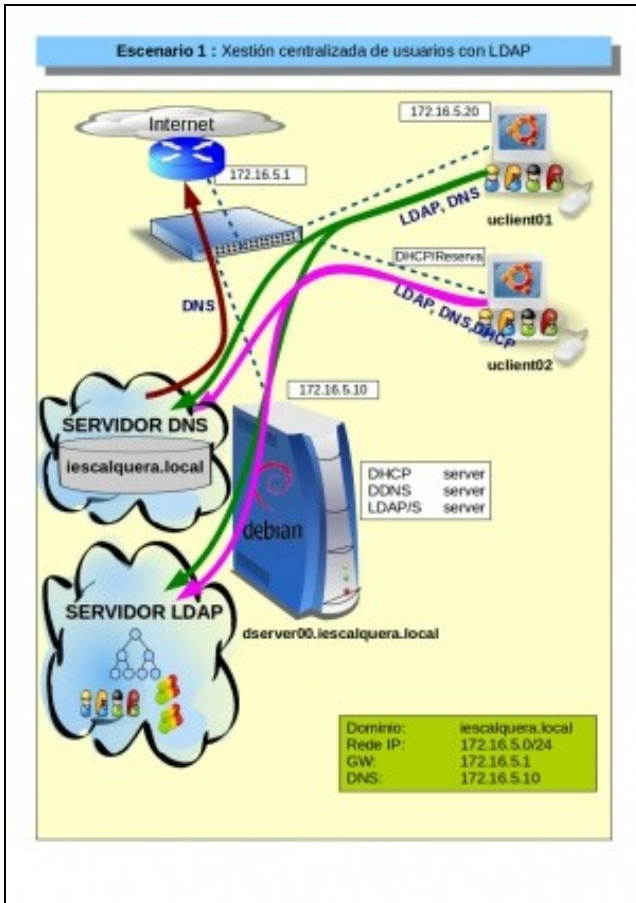 Escenario 1 : Xestión centralizada de usuarios con LDAP
Internet
172.16.5.20
172.16.5.1
LDAP, DNS
uclient01
DHCP/Reserva
DNS
LDAP, DNS,DHCP
uclient02
172.16.5.10
SERVIDOR DNS
iescalquera.local
DHCP server
DDNS server
LDAP/S server
debian
SERVIDOR LDAP
dserver00.iescalquera.local
Dominio: iescalquera.local
Rede IP: 172.16.5.0/24
GW: 172.16.5.1
DNS: 172.16.5.10